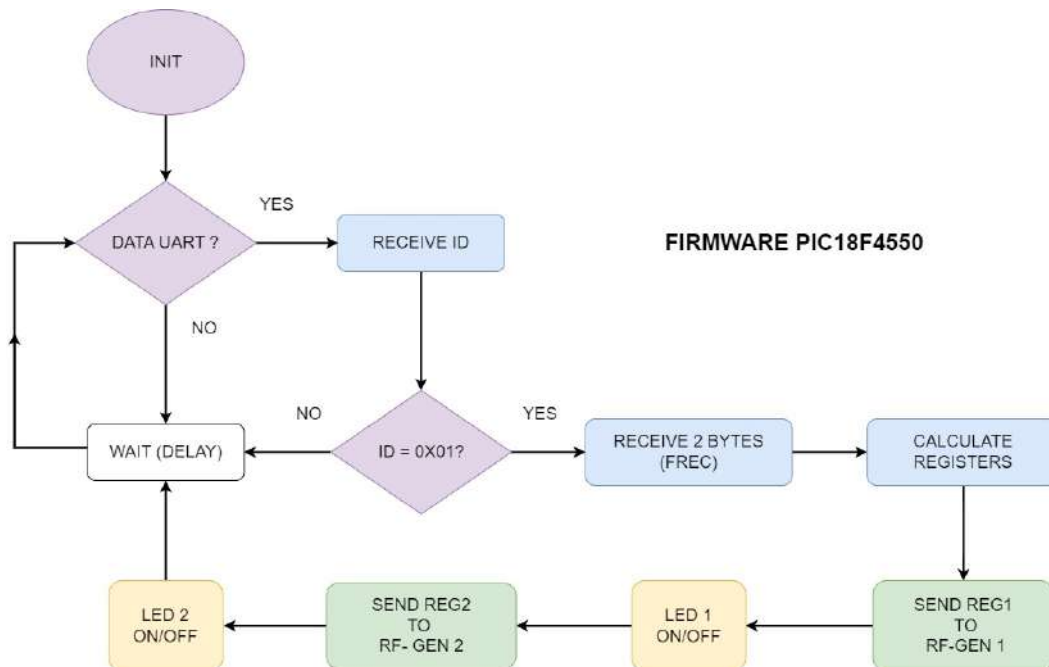 INIT
DATA UART ?
YES
RECEIVE ID
FIRMWARE PIC18F4550
NO
WAIT (DELAY)
NO
ID = 0X01?
YES
RECEIVE 2 BYTES
(FREC)
CALCULATE
REGISTERS
SEND REG1
TO
RF-GEN 1
LED 1
ON/OFF
SEND REG2
TO
RF- GEN 2
LED 2
ON/OFF